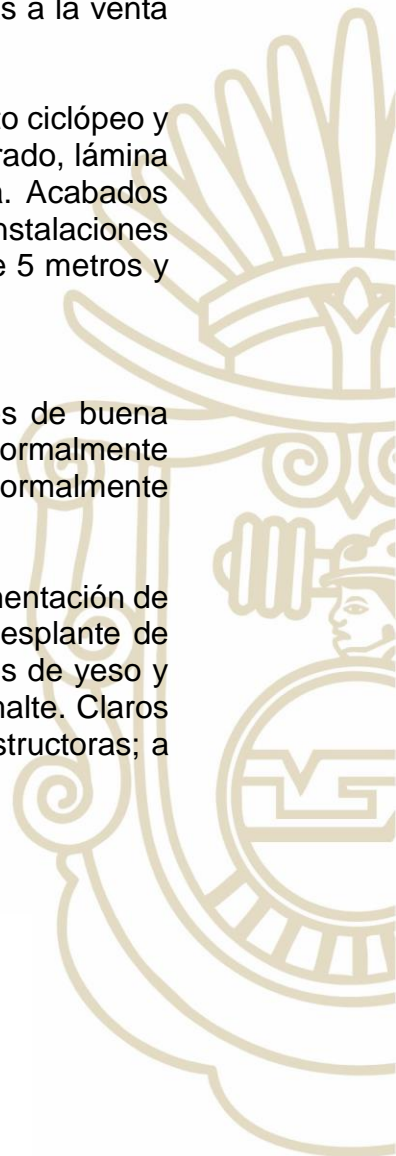 s a la venta
to ciclópeo y
rado, lámina
a. Acabados
nstalaciones
e 5 metros y
s de buena
ormalmente
ormalmente
nentación de
esplante de
s de yeso y
nalte. Claros
structoras; a